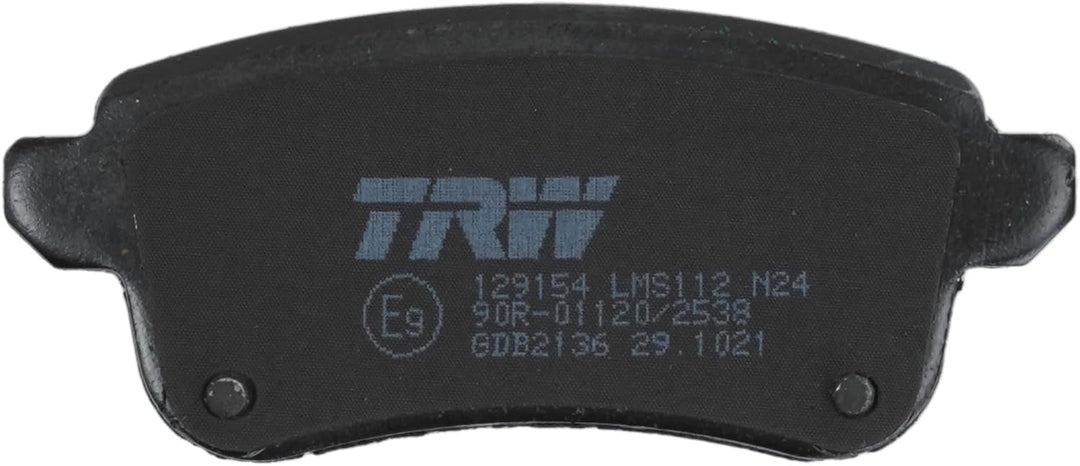 TRW
E9
129154 LMS112 N24
90R-01120/2538
GDB2136 29.1021